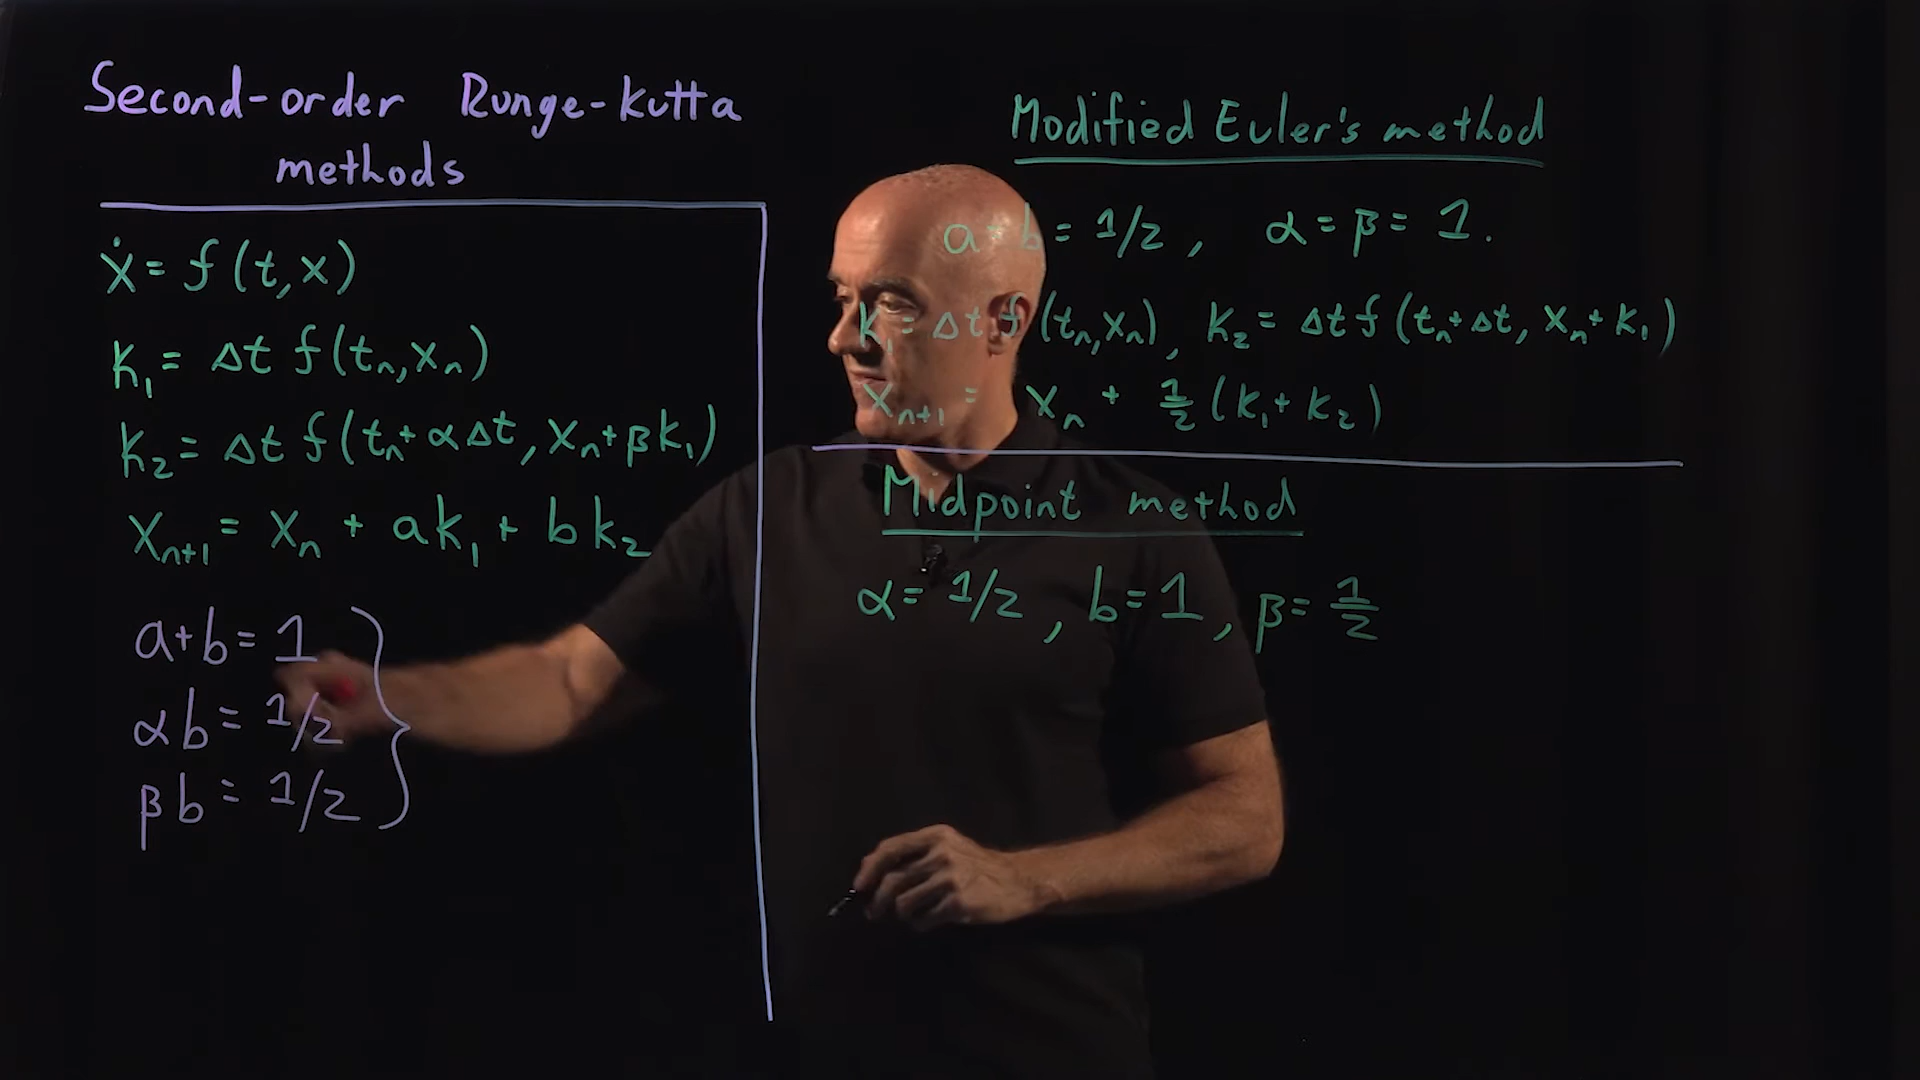 Second-order Runge-Kutta
methods
ẋ = f(t,x)
K₁ = Δt f(tₙ,xₙ)
K₂ = Δt f(tₙ+αΔt, xₙ+βK₁)
xₙ₊₁ = xₙ + aK₁ + bK₂
a+b = 1
αb = 1/2
βb = 1/2
Modified Euler's method
a+b = 1/2, α = β = 1.
K₁ = Δt f(tₙ,xₙ), K₂ = Δt f(tₙ+Δt, xₙ+K₁)
xₙ₊₁ = xₙ + ½(K₁+K₂)
Midpoint method
α = 1/2, b = 1, β = ½